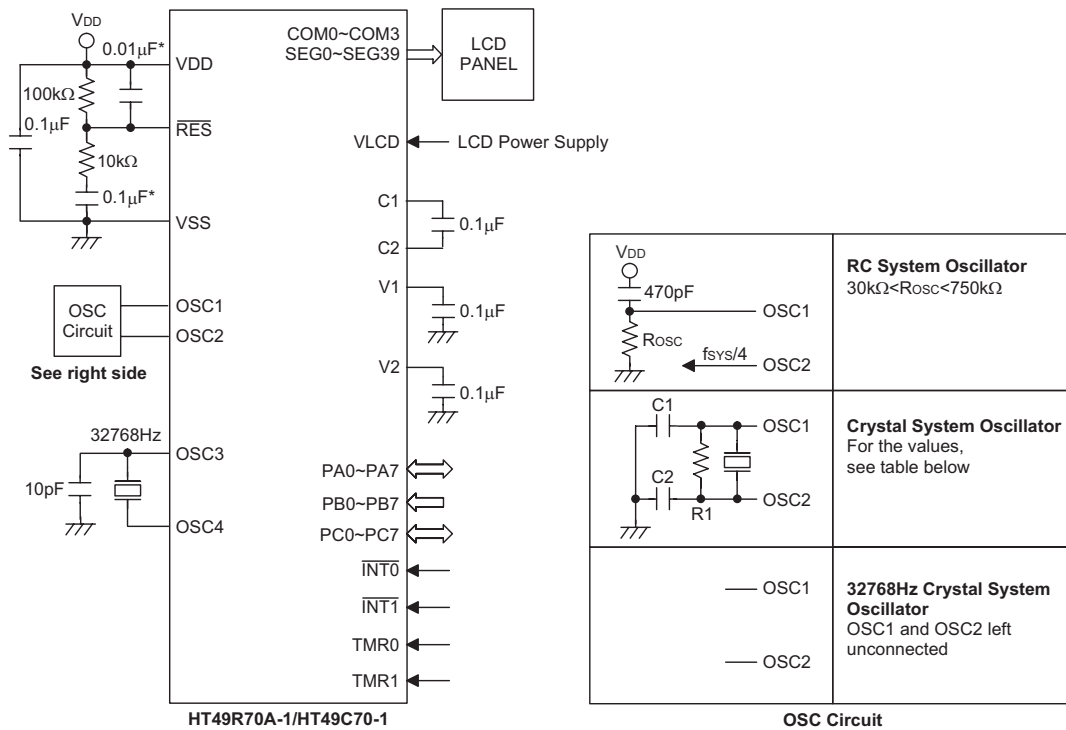 VDD
0.01µF*
VDD
100kΩ
0.1µF
RES
10kΩ
0.1µF*
VSS
OSC
Circuit
OSC1
OSC2
See right side
32768Hz
OSC3
10pF
OSC4
COM0~COM3
SEG0~SEG39
LCD
PANEL
VLCD
LCD Power Supply
C1
0.1µF
C2
V1
0.1µF
V2
0.1µF
PA0~PA7
PB0~PB7
PC0~PC7
INT0
INT1
TMR0
TMR1
HT49R70A-1/HT49C70-1
VDD
470pF
OSC1
ROSC
fSYS/4
OSC2
RC System Oscillator
30kΩ<ROSC<750kΩ
C1
OSC1
C2
R1
OSC2
Crystal System Oscillator
For the values,
see table below
OSC1
OSC2
32768Hz Crystal System
Oscillator
OSC1 and OSC2 left
unconnected
OSC Circuit